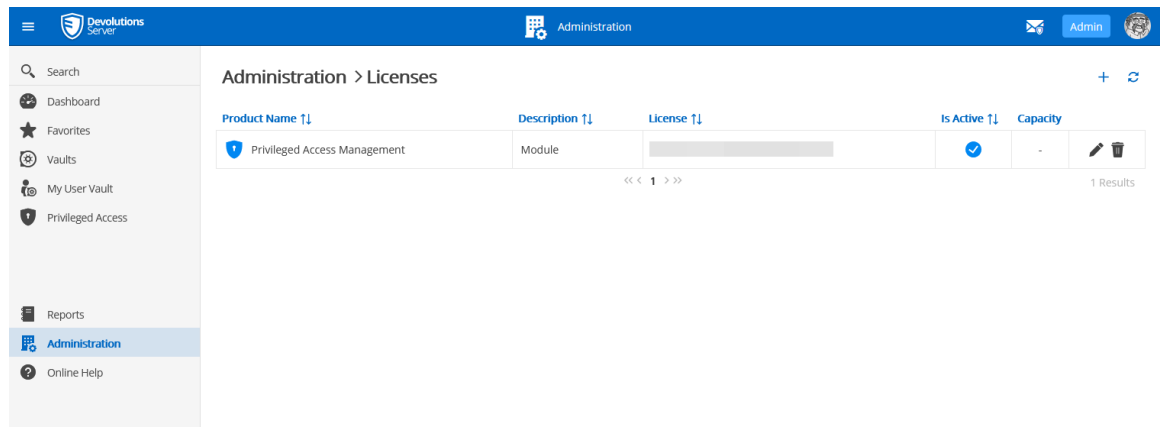 Devolutions
Server
Administration
Admin
Search
Dashboard
Favorites
Vaults
My User Vault
Privileged Access
Reports
Administration
Online Help
Administration > Licenses
Product Name Description License Is Active Capacity
Privileged Access Management Module -
<< < 1 > >>
1 Results